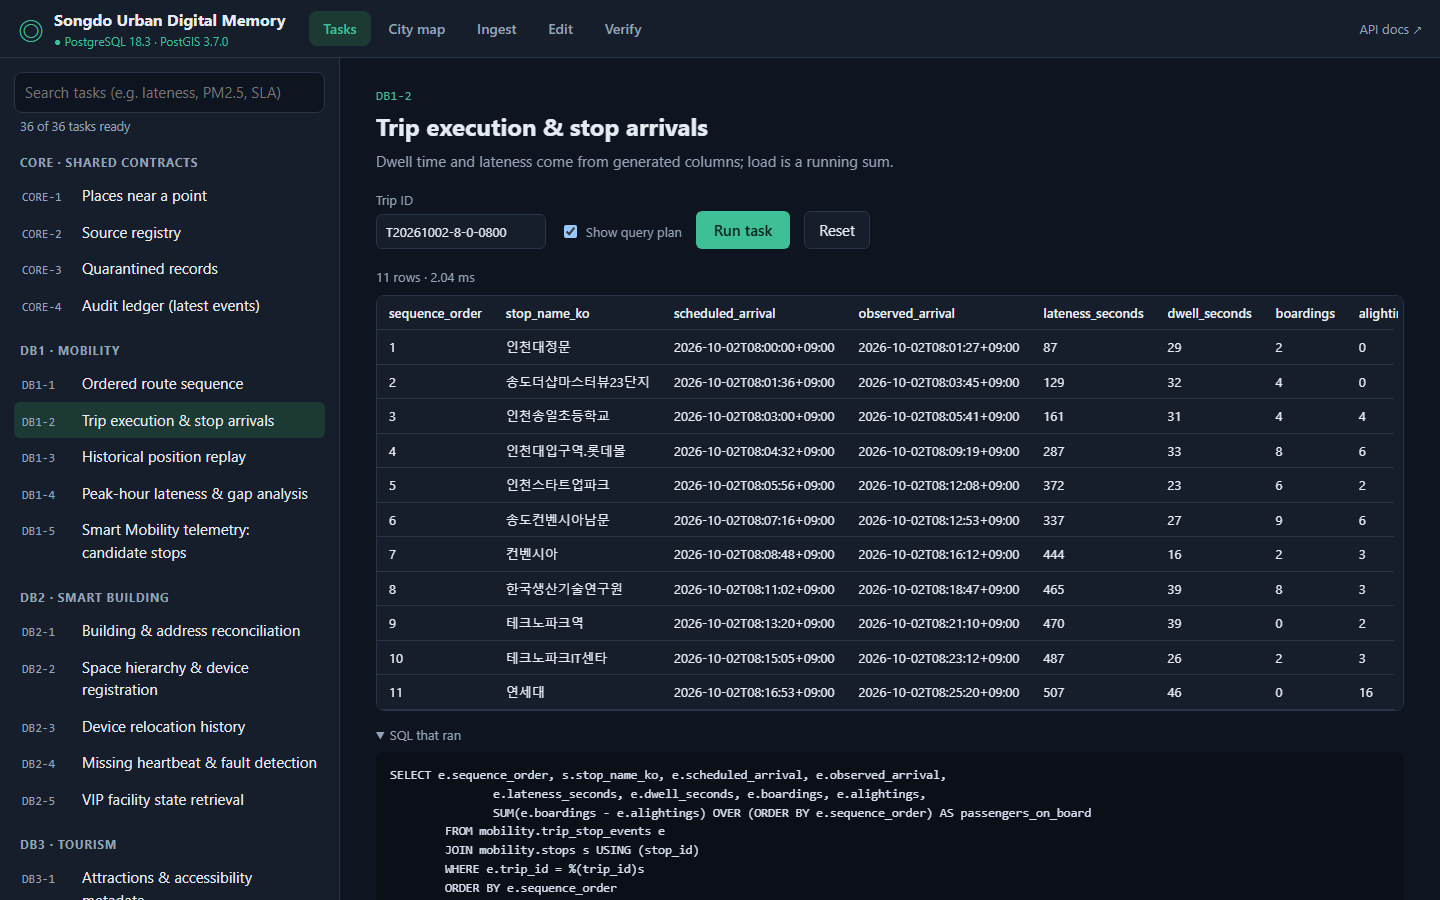 Songdo Urban Digital Memory
● PostgreSQL 18.3 · PostGIS 3.7.0
Tasks
City map
Ingest
Edit
Verify
API docs ↗
Search tasks (e.g. lateness, PM2.5, SLA)
36 of 36 tasks ready
CORE · SHARED CONTRACTS
CORE-1 Places near a point
CORE-2 Source registry
CORE-3 Quarantined records
CORE-4 Audit ledger (latest events)
DB1 · MOBILITY
DB1-1 Ordered route sequence
DB1-2 Trip execution & stop arrivals
DB1-3 Historical position replay
DB1-4 Peak-hour lateness & gap analysis
DB1-5 Smart Mobility telemetry:
candidate stops
DB2 · SMART BUILDING
DB2-1 Building & address reconciliation
DB2-2 Space hierarchy & device
registration
DB2-3 Device relocation history
DB2-4 Missing heartbeat & fault detection
DB2-5 VIP facility state retrieval
DB3 · TOURISM
DB3-1 Attractions & accessibility
metadata
DB1-2
Trip execution & stop arrivals
Dwell time and lateness come from generated columns; load is a running sum.
Trip ID
T20261002-8-0-0800
Show query plan
Run task
Reset
11 rows · 2.04 ms
sequence_order stop_name_ko scheduled_arrival observed_arrival lateness_seconds dwell_seconds boardings alightin
1 인천대정문 2026-10-02T08:00:00+09:00 2026-10-02T08:01:27+09:00 87 29 2 0
2 송도더샵마스터뷰23단지 2026-10-02T08:01:36+09:00 2026-10-02T08:03:45+09:00 129 32 4 0
3 인천송일초등학교 2026-10-02T08:03:00+09:00 2026-10-02T08:05:41+09:00 161 31 4 4
4 인천대입구역.롯데몰 2026-10-02T08:04:32+09:00 2026-10-02T08:09:19+09:00 287 33 8 6
5 인천스타트업파크 2026-10-02T08:05:56+09:00 2026-10-02T08:12:08+09:00 372 23 6 2
6 송도컨벤시아남문 2026-10-02T08:07:16+09:00 2026-10-02T08:12:53+09:00 337 27 9 6
7 컨벤시아 2026-10-02T08:08:48+09:00 2026-10-02T08:16:12+09:00 444 16 2 3
8 한국생산기술연구원 2026-10-02T08:11:02+09:00 2026-10-02T08:18:47+09:00 465 39 8 3
9 테크노파크역 2026-10-02T08:13:20+09:00 2026-10-02T08:21:10+09:00 470 39 0 2
10 테크노파크IT센타 2026-10-02T08:15:05+09:00 2026-10-02T08:23:12+09:00 487 26 2 3
11 연세대 2026-10-02T08:16:53+09:00 2026-10-02T08:25:20+09:00 507 46 0 16
▼ SQL that ran
SELECT e.sequence_order, s.stop_name_ko, e.scheduled_arrival, e.observed_arrival,
e.lateness_seconds, e.dwell_seconds, e.boardings, e.alightings,
SUM(e.boardings - e.alightings) OVER (ORDER BY e.sequence_order) AS passengers_on_board
FROM mobility.trip_stop_events e
JOIN mobility.stops s USING (stop_id)
WHERE e.trip_id = %(trip_id)s
ORDER BY e.sequence_order